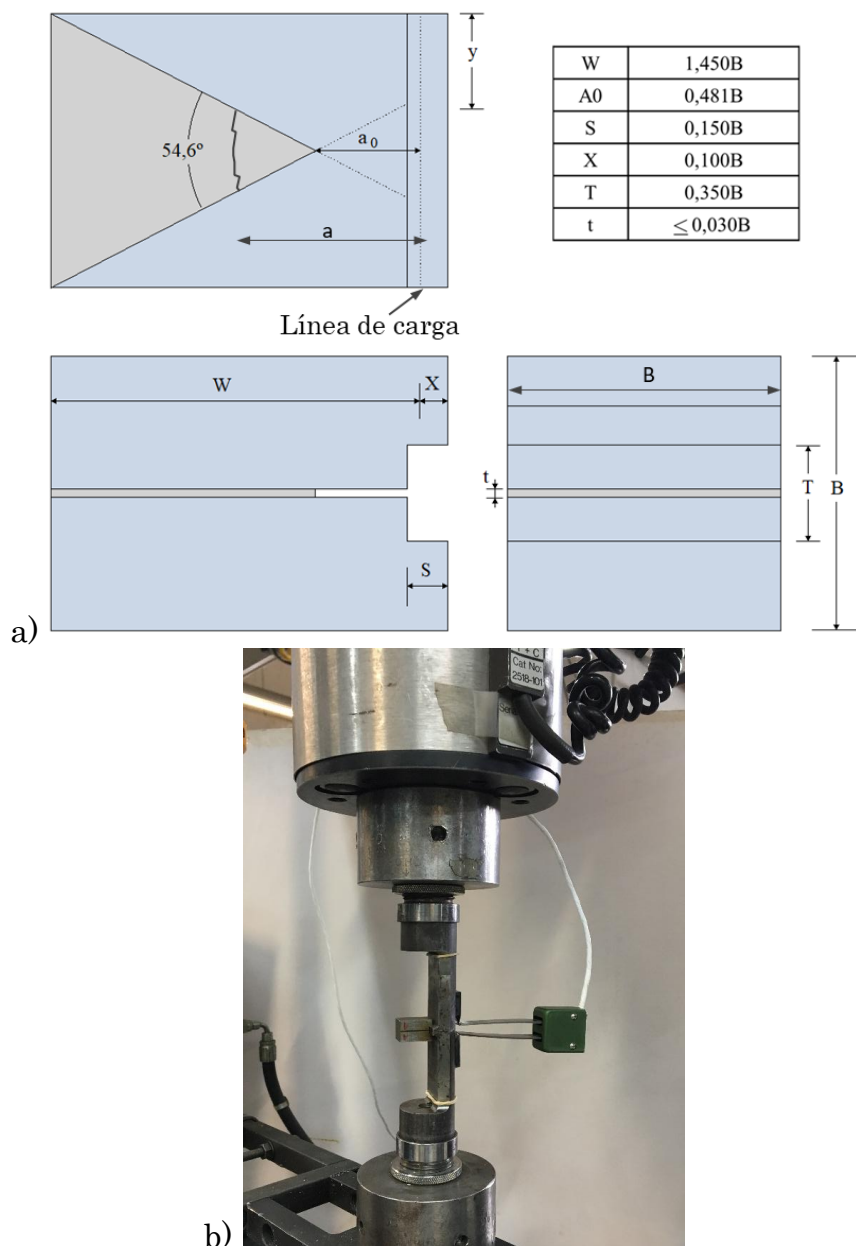 y
W 1,450B
A0 0,481B
S 0,150B
X 0,100B
T 0,350B
t ≤0,030B
54,6º
a₀
a
Línea de carga
W
X
B
t
T
B
S
a)
+ C
Cat No:
2518-101
b)